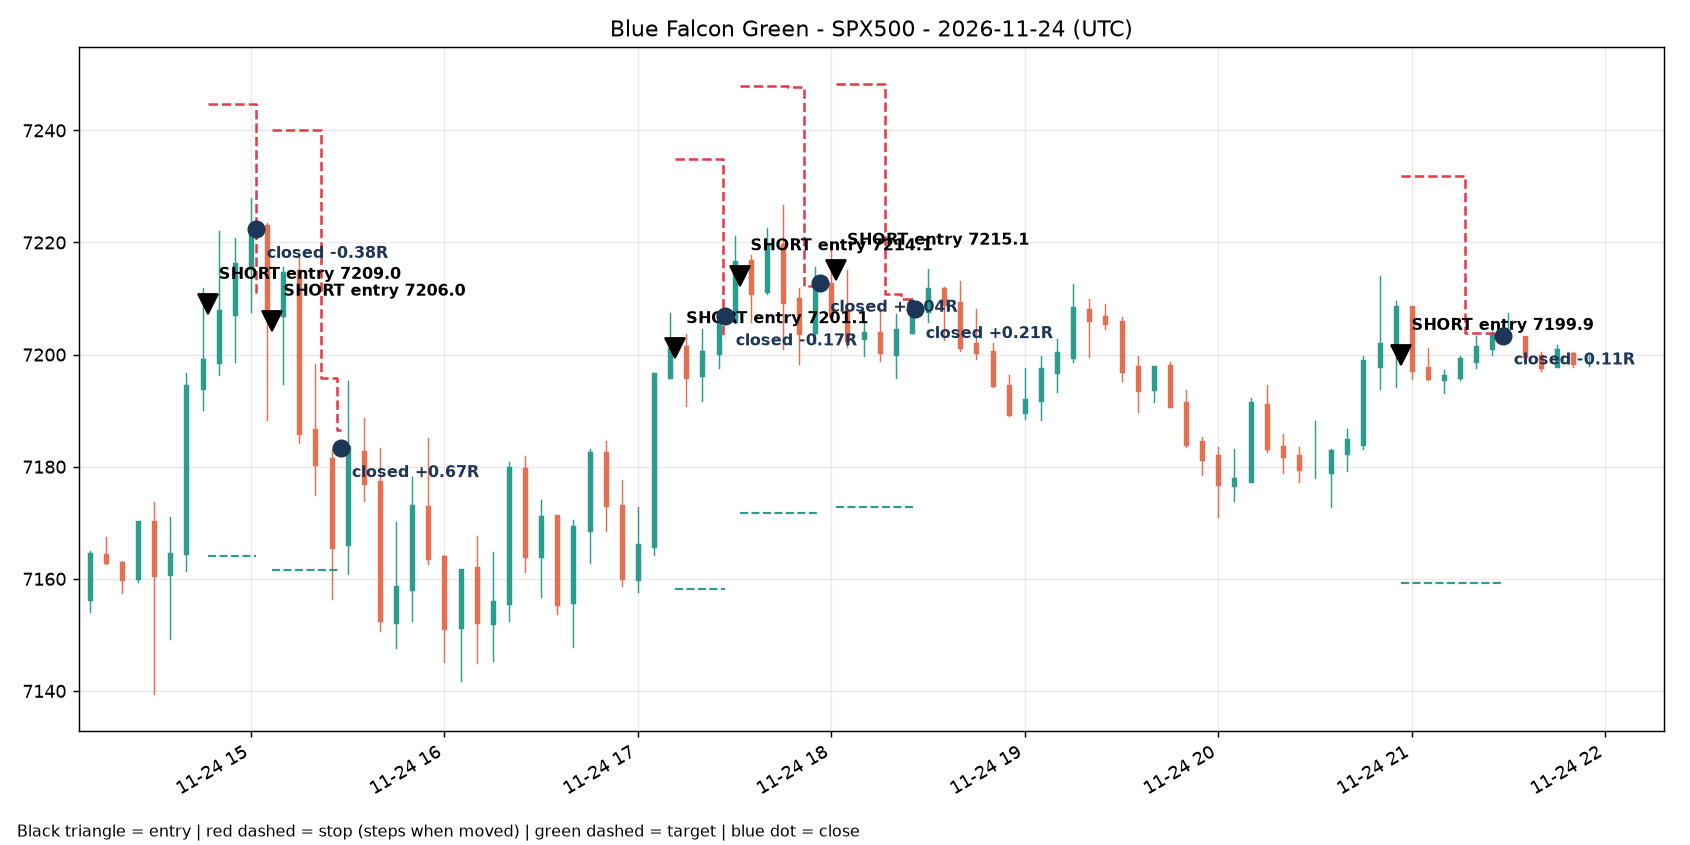 Blue Falcon Green - SPX500 - 2026-11-24 (UTC)
7240
7220
7200
7180
7160
7140
closed -0.38R
SHORT entry 7209.0
SHORT entry 7206.0
closed +0.67R
SHORT entry 7201.1
closed -0.17R
SHORT entry 7214.1
closed +0.04R
SHORT entry 7215.1
closed +0.21R
SHORT entry 7199.9
closed -0.11R
11-24 15
11-24 16
11-24 17
11-24 18
11-24 19
11-24 20
11-24 21
11-24 22
Black triangle = entry | red dashed = stop (steps when moved) | green dashed = target | blue dot = close